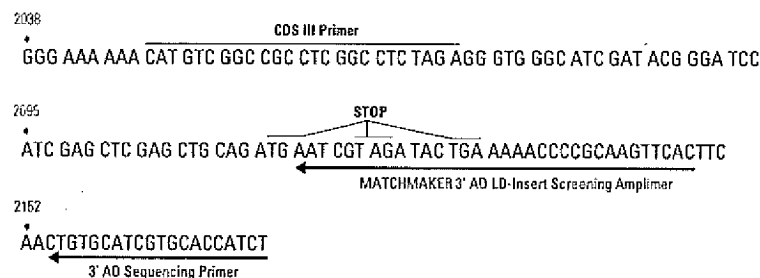 2038
CDS III Primer
GGG AAA AAA CAT GTC GGC CGC CTC GGC CTC TAG AGG GTG GGC ATC GAT ACG GGA TCC
2095
STOP
ATC GAG CTC GAG CTG CAG ATG AAT CGT AGA TAC TGA AAAACCCCGCAAGTTCACTTC
MATCHMAKER 3' AD LD-Insert Screening Amplimer
2152
AACTGTGCATCGTGCACCATCT
3' AD Sequencing Primer